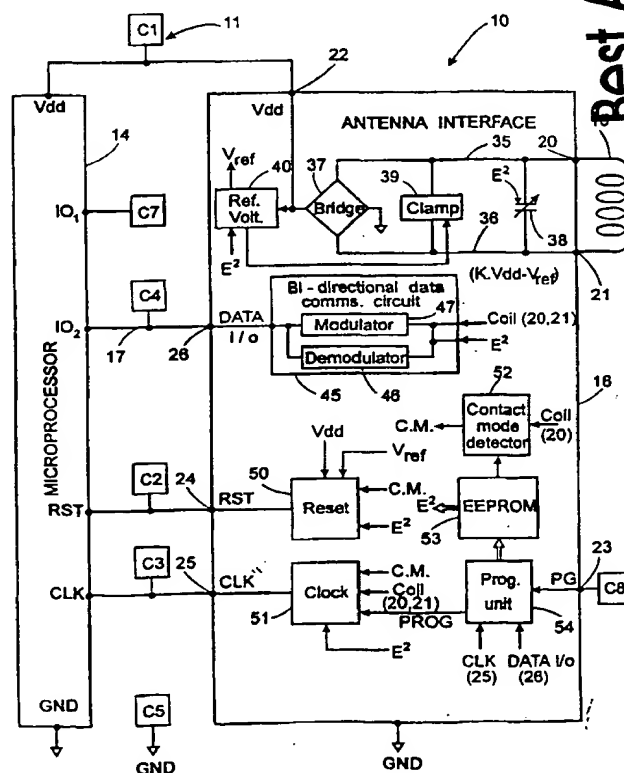 C1
11
10
Best A
22
Vdd
Vdd
ANTENNA INTERFACE
14
35
20
Vref
40
37
39
E²
IO₁
C7
Ref.
Volt.
Bridge
Clamp
38
E²
36
C4
(K.Vdd-Vref)
21
BI - directional data
comms. circuit
47
IO₂
DATA
I/o
Modulator
Coil (20,21)
17
26
Demodulator
E²
16
52
45
46
MICROPROCESSOR
Contact
mode
detector
C.M.
Coil
(20)
Vdd
Vref
C2
24
50
RST
RST
Reset
C.M.
E²
E²
EEPROM
53
C3
25
23
CLK
CLK
Clock
C.M.
Coil
(20,21)
PROG
Prog.
unit
PG
C8
51
54
E²
CLK
(25)
DATA I/o
(26)
GND
C5
GND
GND